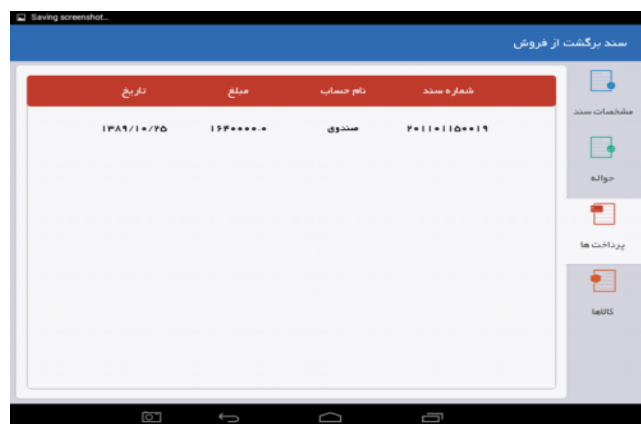 Saving screenshot...
سند برگشت از فروش
شماره سند نام حساب مبلغ تاریخ
۲۰۱۱۰۱۱۵۰۰۱۹ صندوق ۱۶۴۰۰۰۰.۰ ۱۳۸۹/۱۰/۲۵
مشخصات سند
حواله
پرداخت ها
کالاها